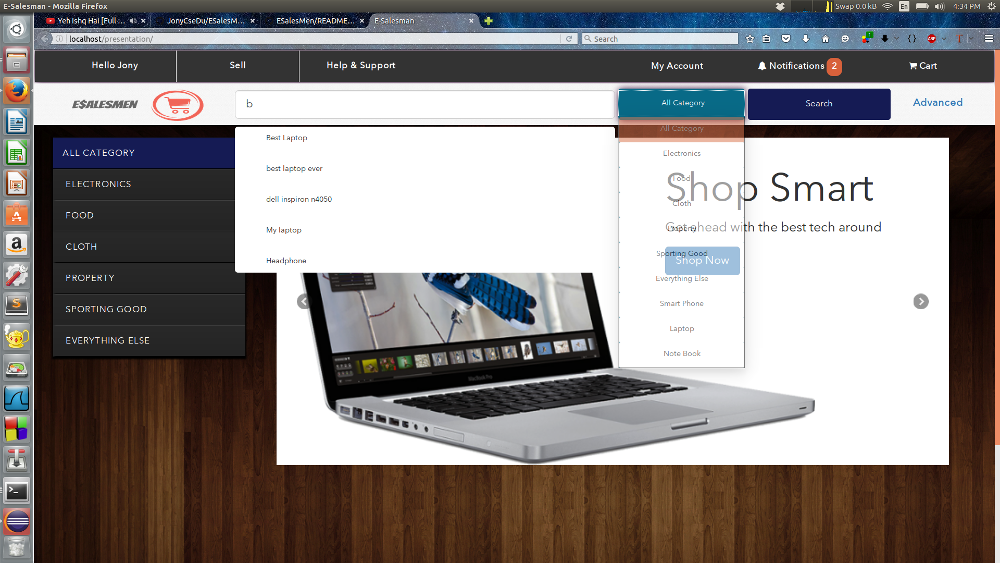 E-Salesman - Mozilla Firefox
Swap 0.0 kB
En
4:34 PM
Yeh Ishq Hai [Full
JonyCseDu/ESalesM
ESalesMen/README
E-Salesman
localhost/presentation/
Search
Hello Jony
Sell
Help & Support
My Account
Notifications 2
Cart
E$ALESMEN
b
All Category
Search
Advanced
Best Laptop
best laptop ever
dell inspiron n4050
My laptop
Headphone
All Category
Electronics
Food
Cloth
Property
Sporting Good
Everything Else
Smart Phone
Laptop
Note Book
ALL CATEGORY
ELECTRONICS
FOOD
CLOTH
PROPERTY
SPORTING GOOD
EVERYTHING ELSE
Shop Smart
Get ahead with the best tech around
Shop Now